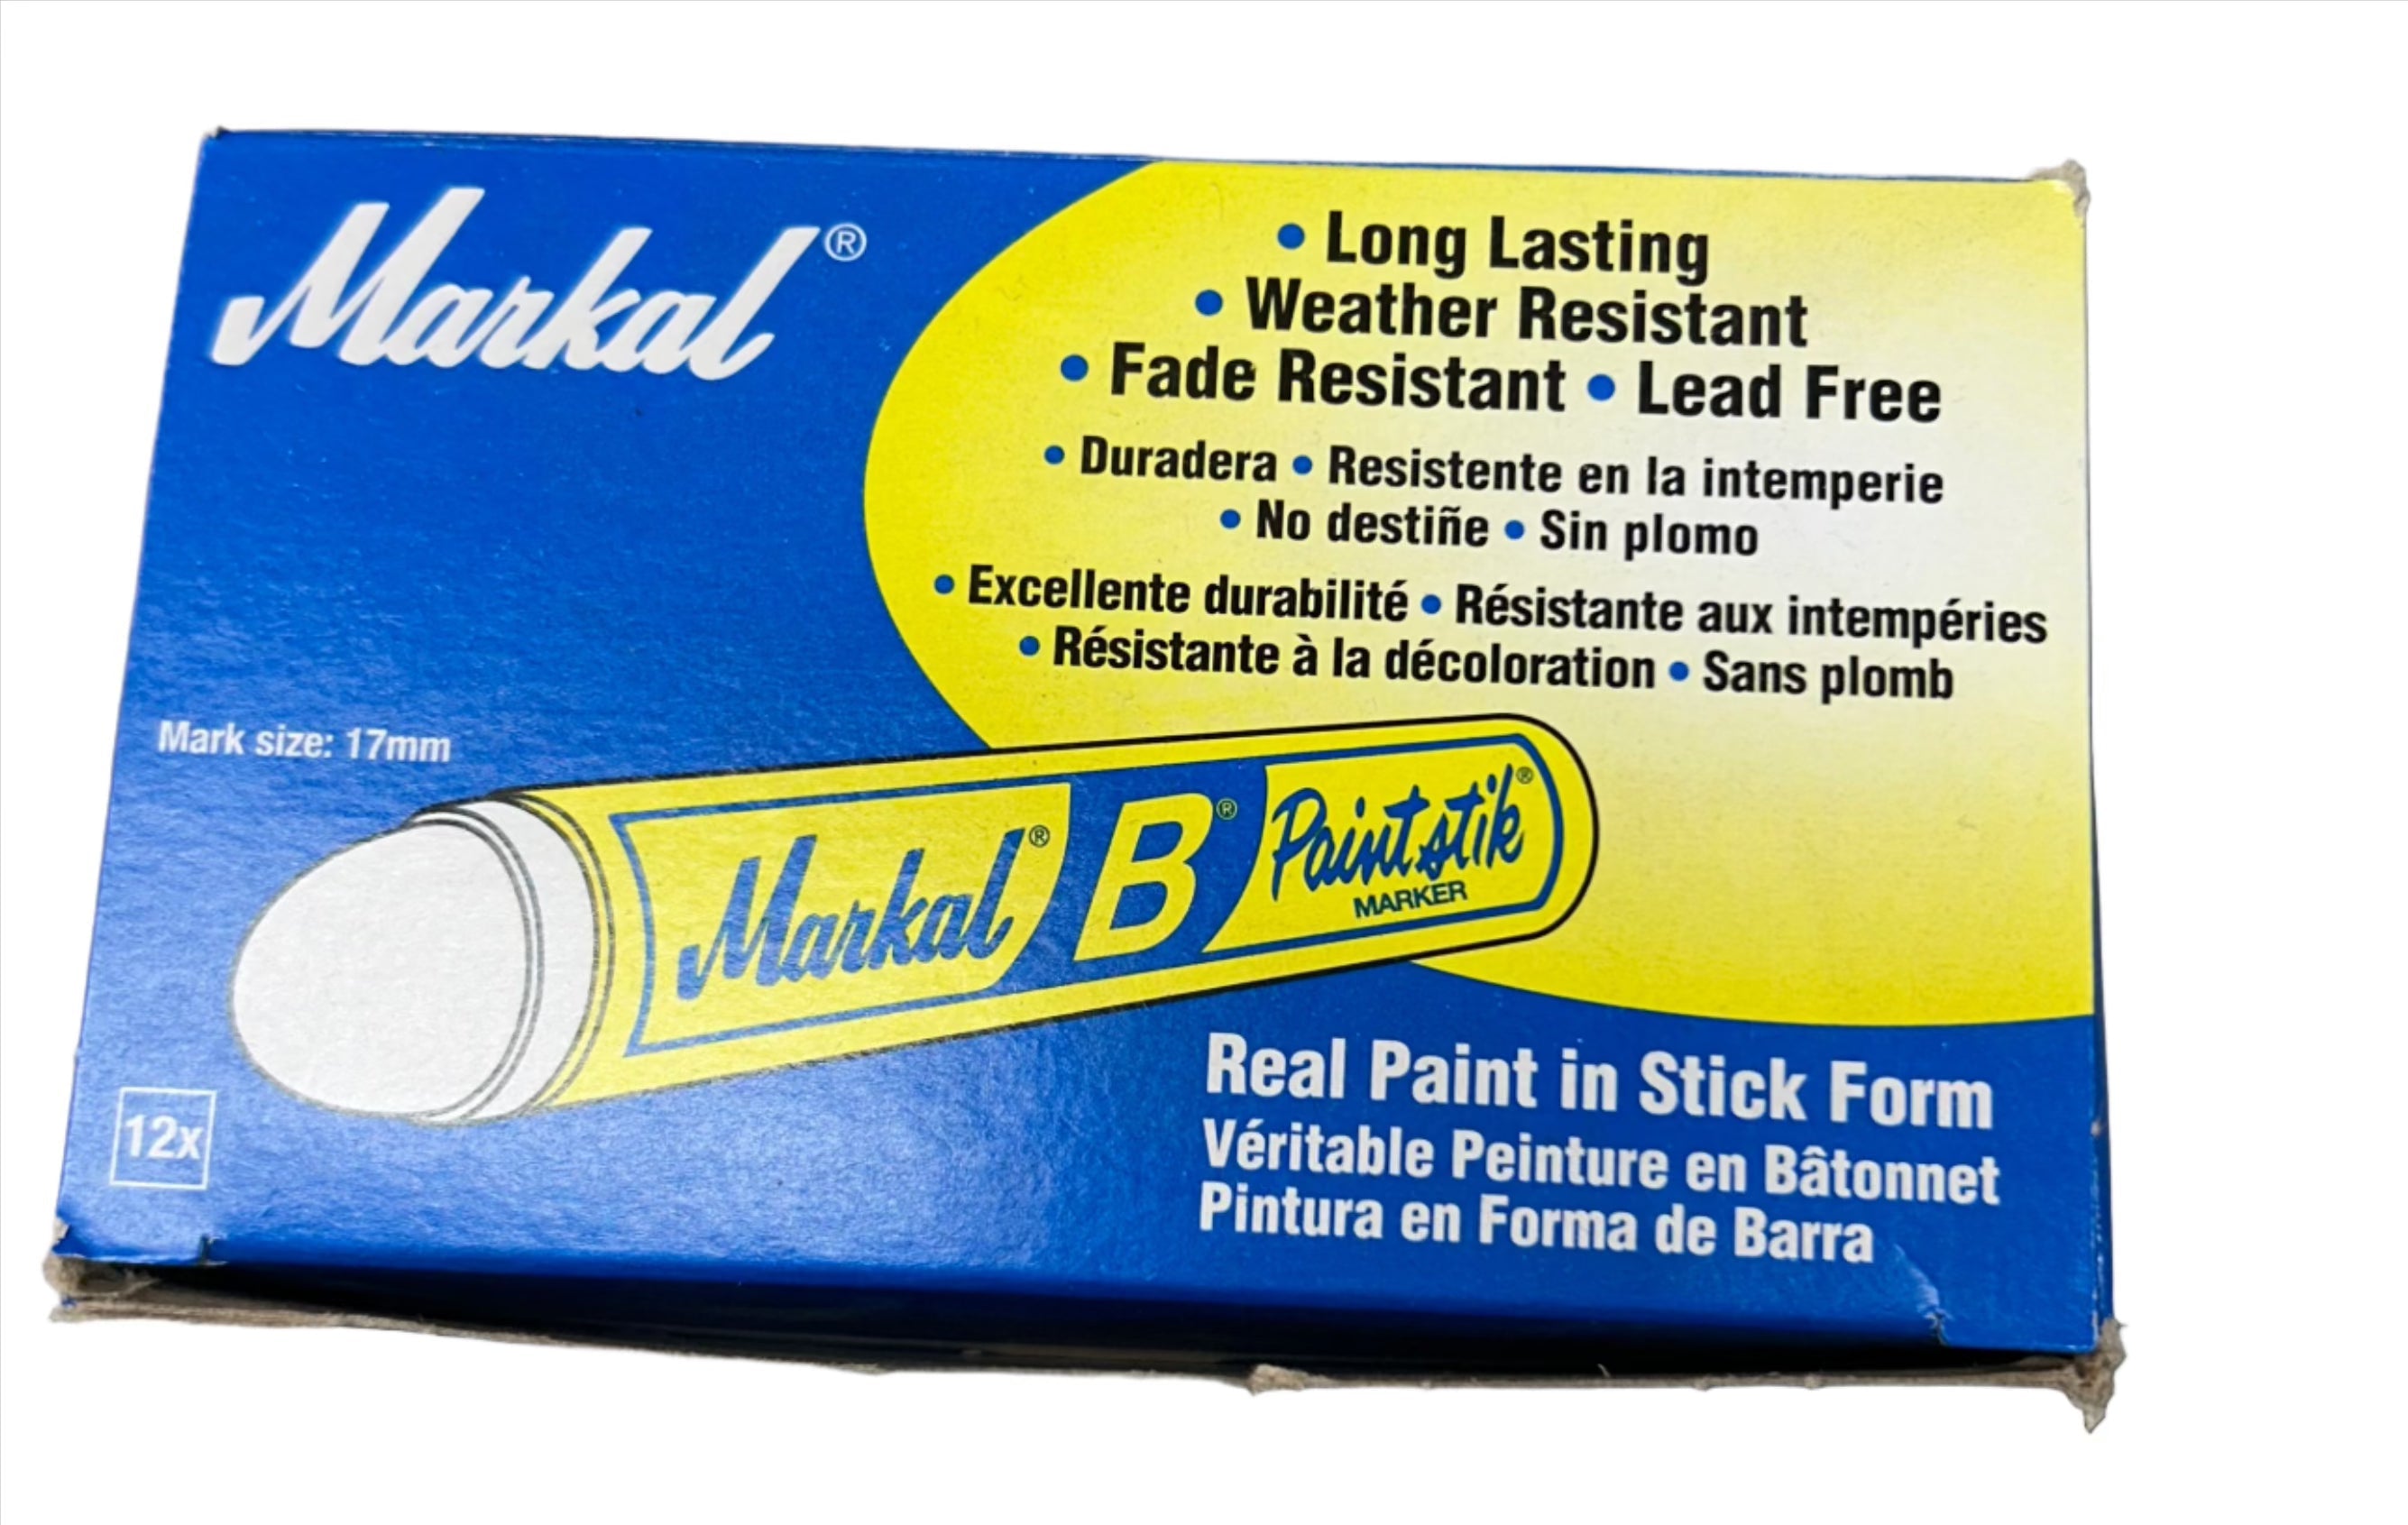 Markal®
• Long Lasting
• Weather Resistant
• Fade Resistant • Lead Free
• Duradera • Resistente en la intemperie
• No destiñe • Sin plomo
• Excellente durabilité • Résistante aux intempéries
• Résistante à la décoloration • Sans plomb
Mark size: 17mm
Markal® B® Paintstik®
MARKER
12x
Real Paint in Stick Form
Véritable Peinture en Bâtonnet
Pintura en Forma de Barra